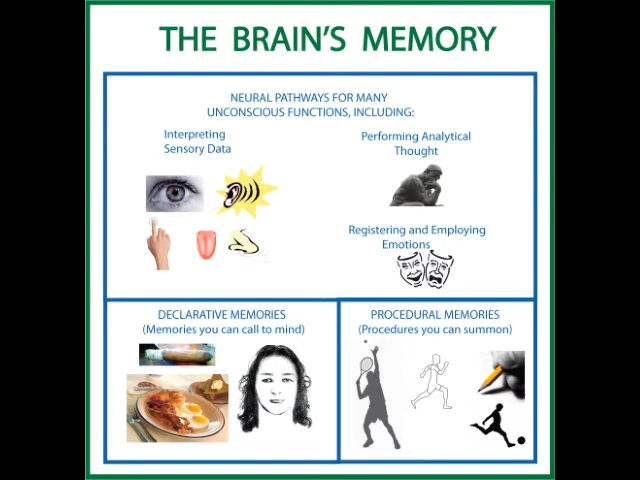 THE BRAIN'S MEMORY
NEURAL PATHWAYS FOR MANY
UNCONSCIOUS FUNCTIONS, INCLUDING:
Interpreting
Sensory Data
Performing Analytical
Thought
Registering and Employing
Emotions
DECLARATIVE MEMORIES
(Memories you can call to mind)
PROCEDURAL MEMORIES
(Procedures you can summon)